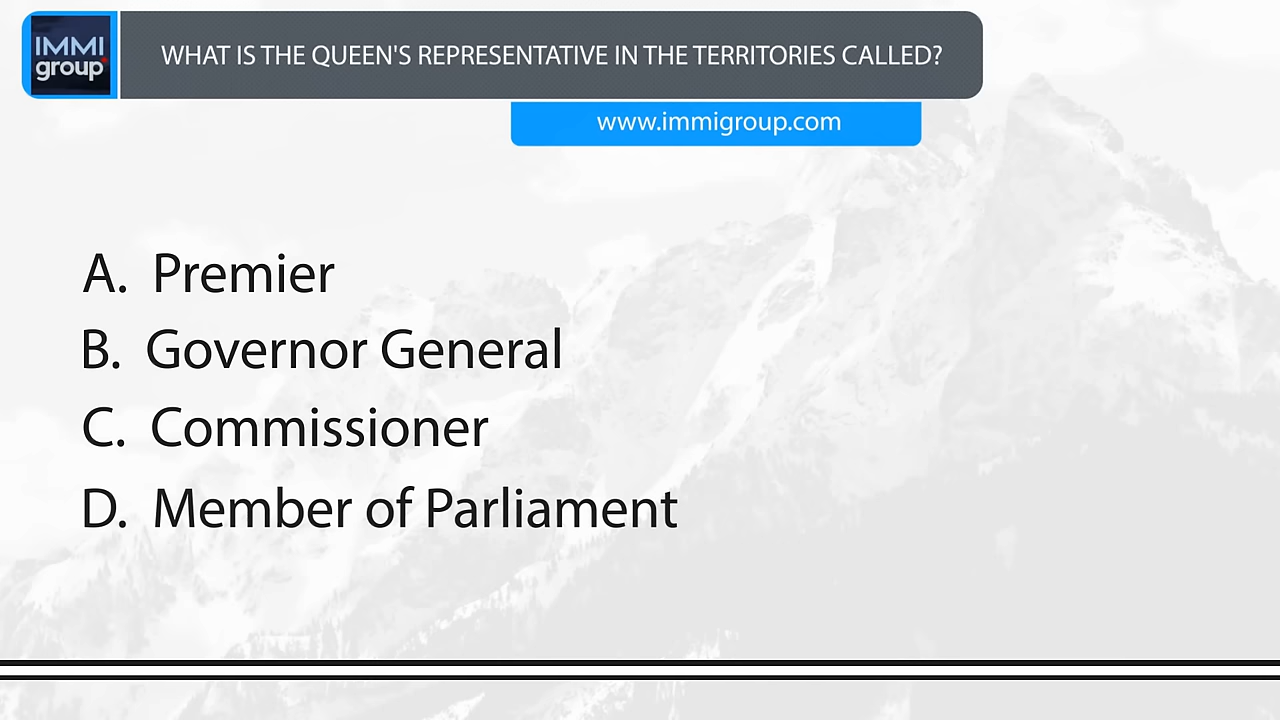 IMMI
group
WHAT IS THE QUEEN'S REPRESENTATIVE IN THE TERRITORIES CALLED?
www.immigroup.com
A. Premier
B. Governor General
C. Commissioner
D. Member of Parliament